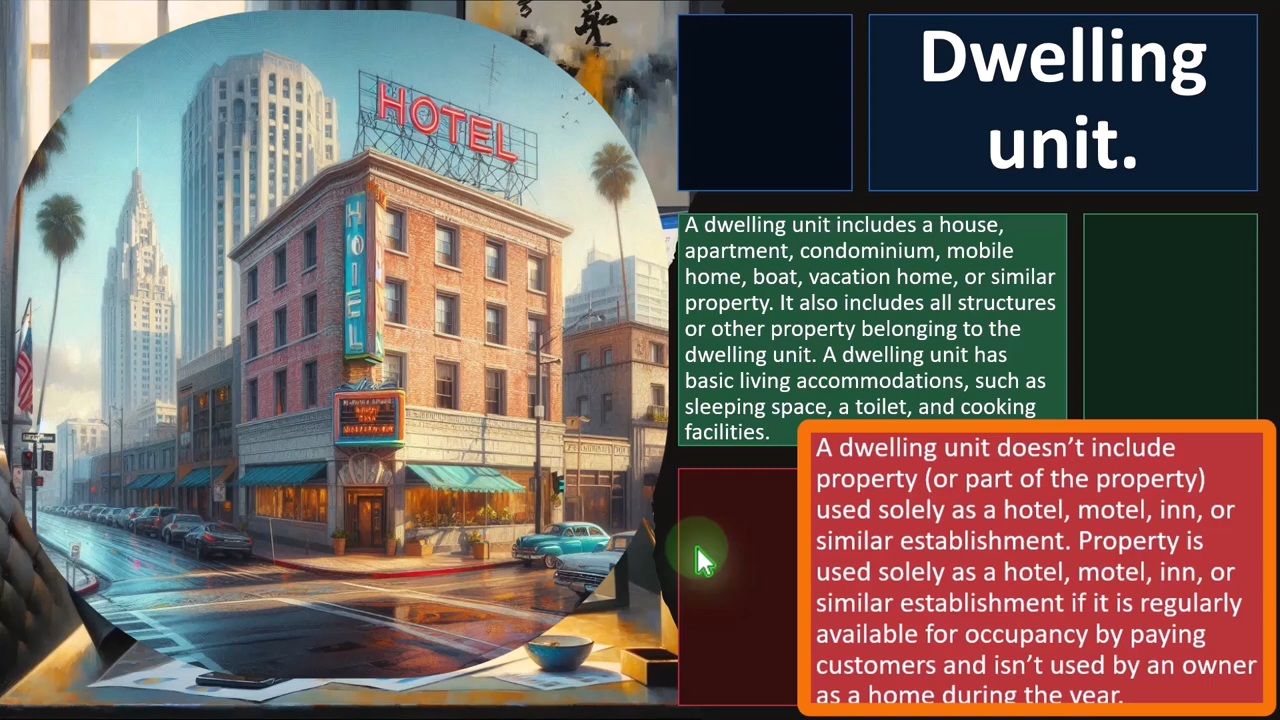 HOTEL
HOTEL
Dwelling
unit.
A dwelling unit includes a house,
apartment, condominium, mobile
home, boat, vacation home, or similar
property. It also includes all structures
or other property belonging to the
dwelling unit. A dwelling unit has
basic living accommodations, such as
sleeping space, a toilet, and cooking
facilities.
A dwelling unit doesn’t include
property (or part of the property)
used solely as a hotel, motel, inn, or
similar establishment. Property is
used solely as a hotel, motel, inn, or
similar establishment if it is regularly
available for occupancy by paying
customers and isn’t used by an owner
as a home during the year.